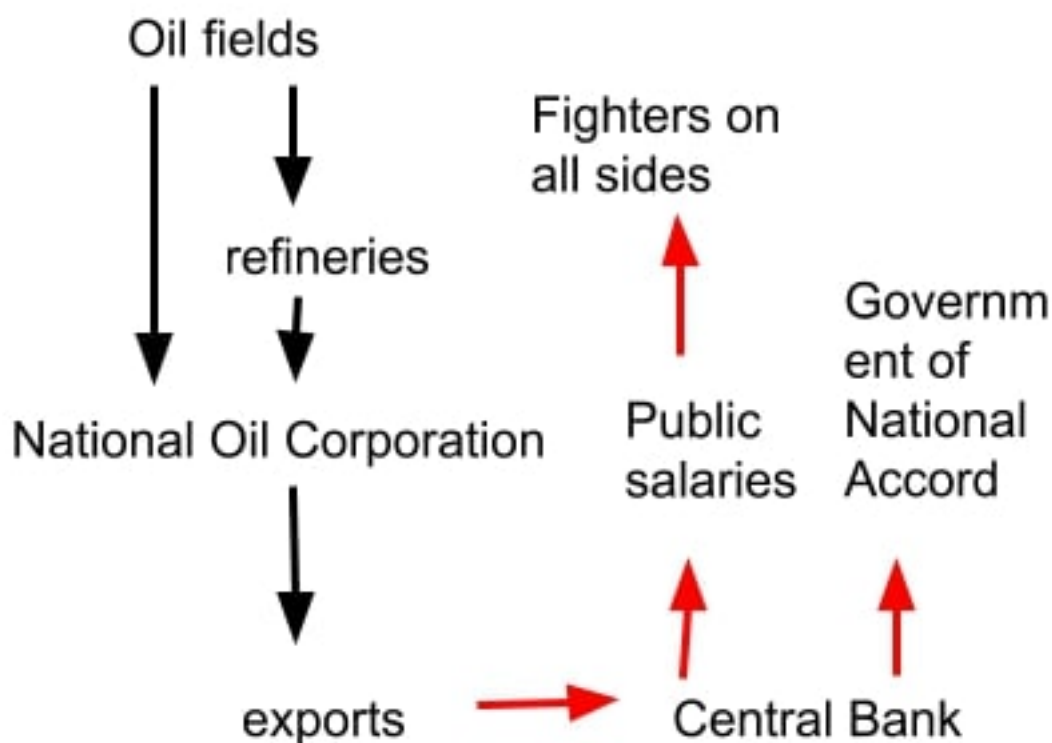 Oil fields
Fighters on
all sides
refineries
Governm
ent of
National
Accord
National Oil Corporation
Public
salaries
exports
Central Bank